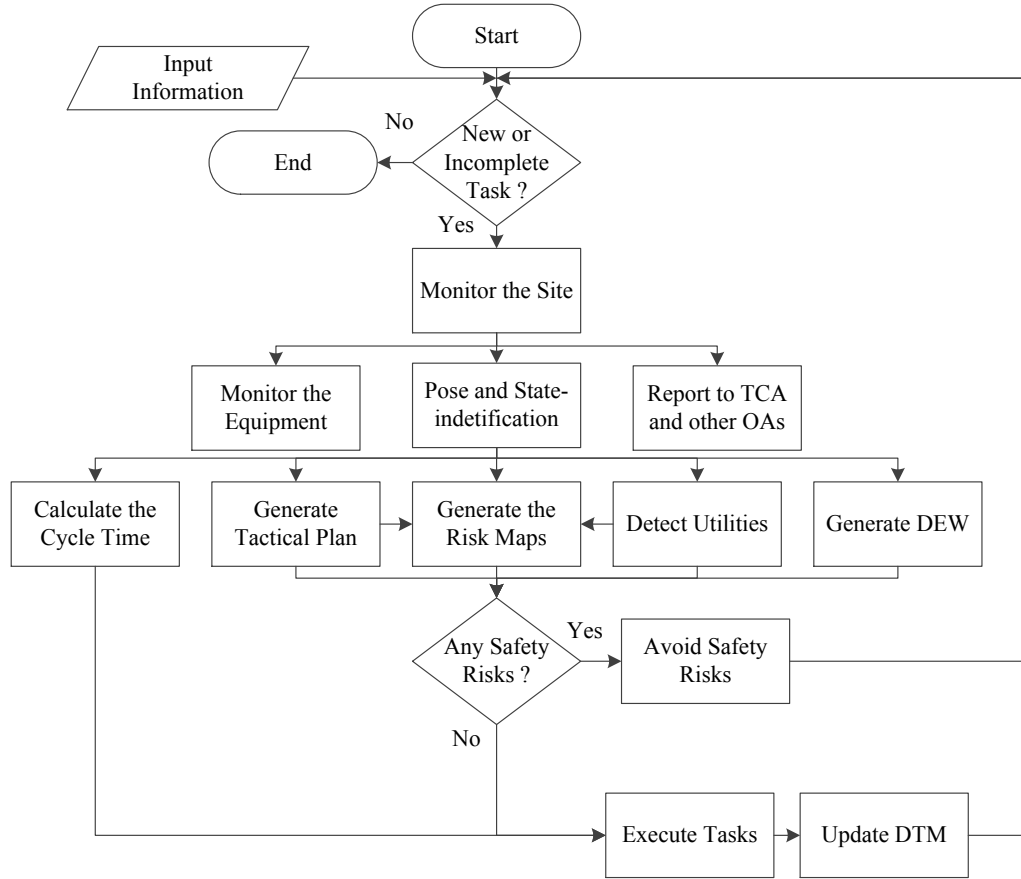 Start
Input
Information
No
New or
Incomplete
Task ?
End
Yes
Monitor the Site
Monitor the
Equipment
Pose and State-
indetification
Report to TCA
and other OAs
Calculate the
Cycle Time
Generate
Tactical Plan
Generate the
Risk Maps
Detect Utilities
Generate DEW
Any Safety
Risks ?
Yes
Avoid Safety
Risks
No
Execute Tasks
Update DTM